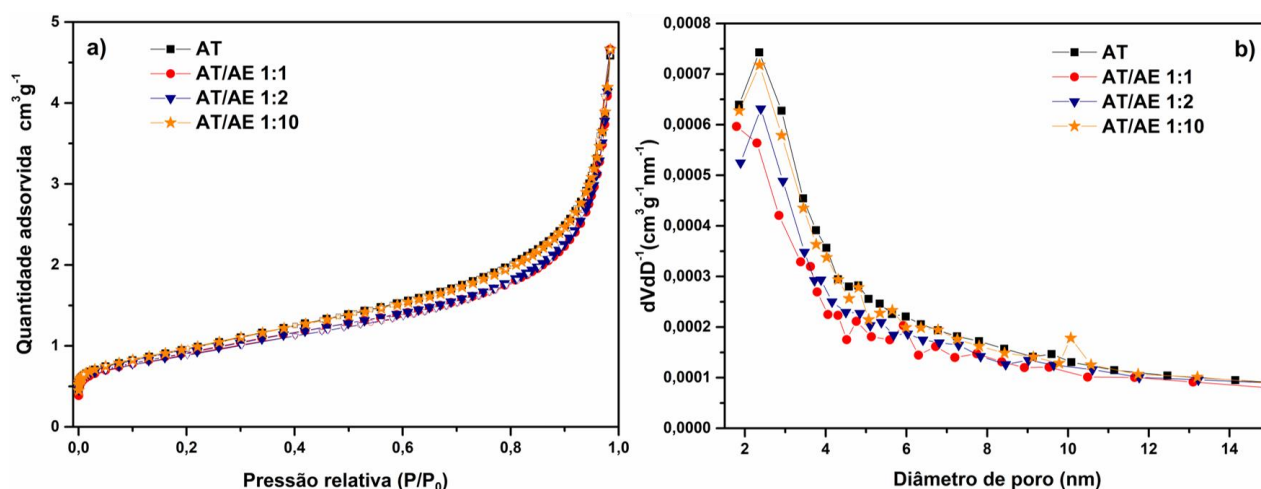 a)
AT
AT/AE 1:1
AT/AE 1:2
AT/AE 1:10
Quantidade adsorvida cm³g⁻¹
5
4
3
2
1
0
0,0
0,2
0,4
0,6
0,8
1,0
Pressão relativa (P/P₀)
b)
AT
AT/AE 1:1
AT/AE 1:2
AT/AE 1:10
dVdD⁻¹(cm³g⁻¹nm⁻¹)
0,0008
0,0007
0,0006
0,0005
0,0004
0,0003
0,0002
0,0001
0,0000
2
4
6
8
10
12
14
Diâmetro de poro (nm)